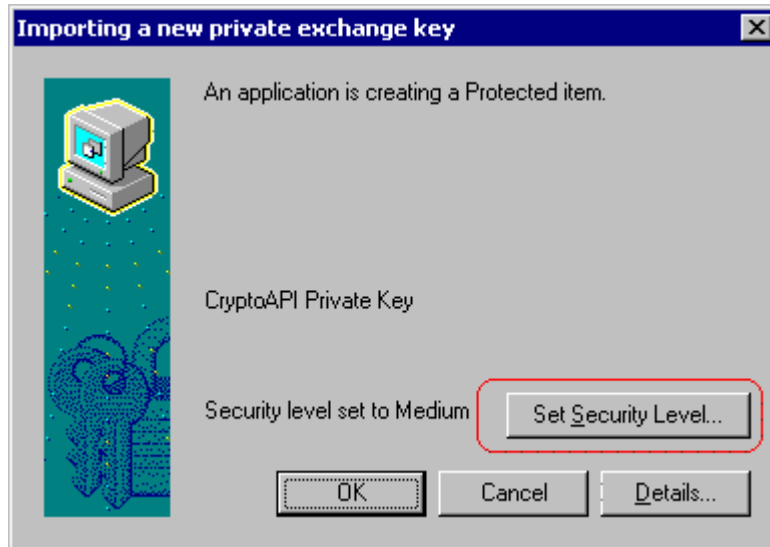 Importing a new private exchange key
An application is creating a Protected item.
CryptoAPI Private Key
Security level set to Medium Set Security Level...
OK Cancel Details...